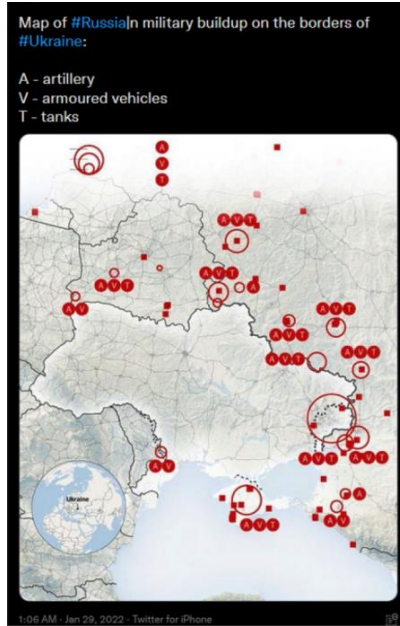 Map of #Russia|n military buildup on the borders of
#Ukraine:
A - artillery
V - armoured vehicles
T - tanks
A
V
T
A V T
A V T
A
A V T
A V
A V T
A V T
A V T
A V T
A V T
A V T
A V
Ukraine
A
A V
A V T
1:06 AM · Jan 29, 2022 · Twitter for iPhone